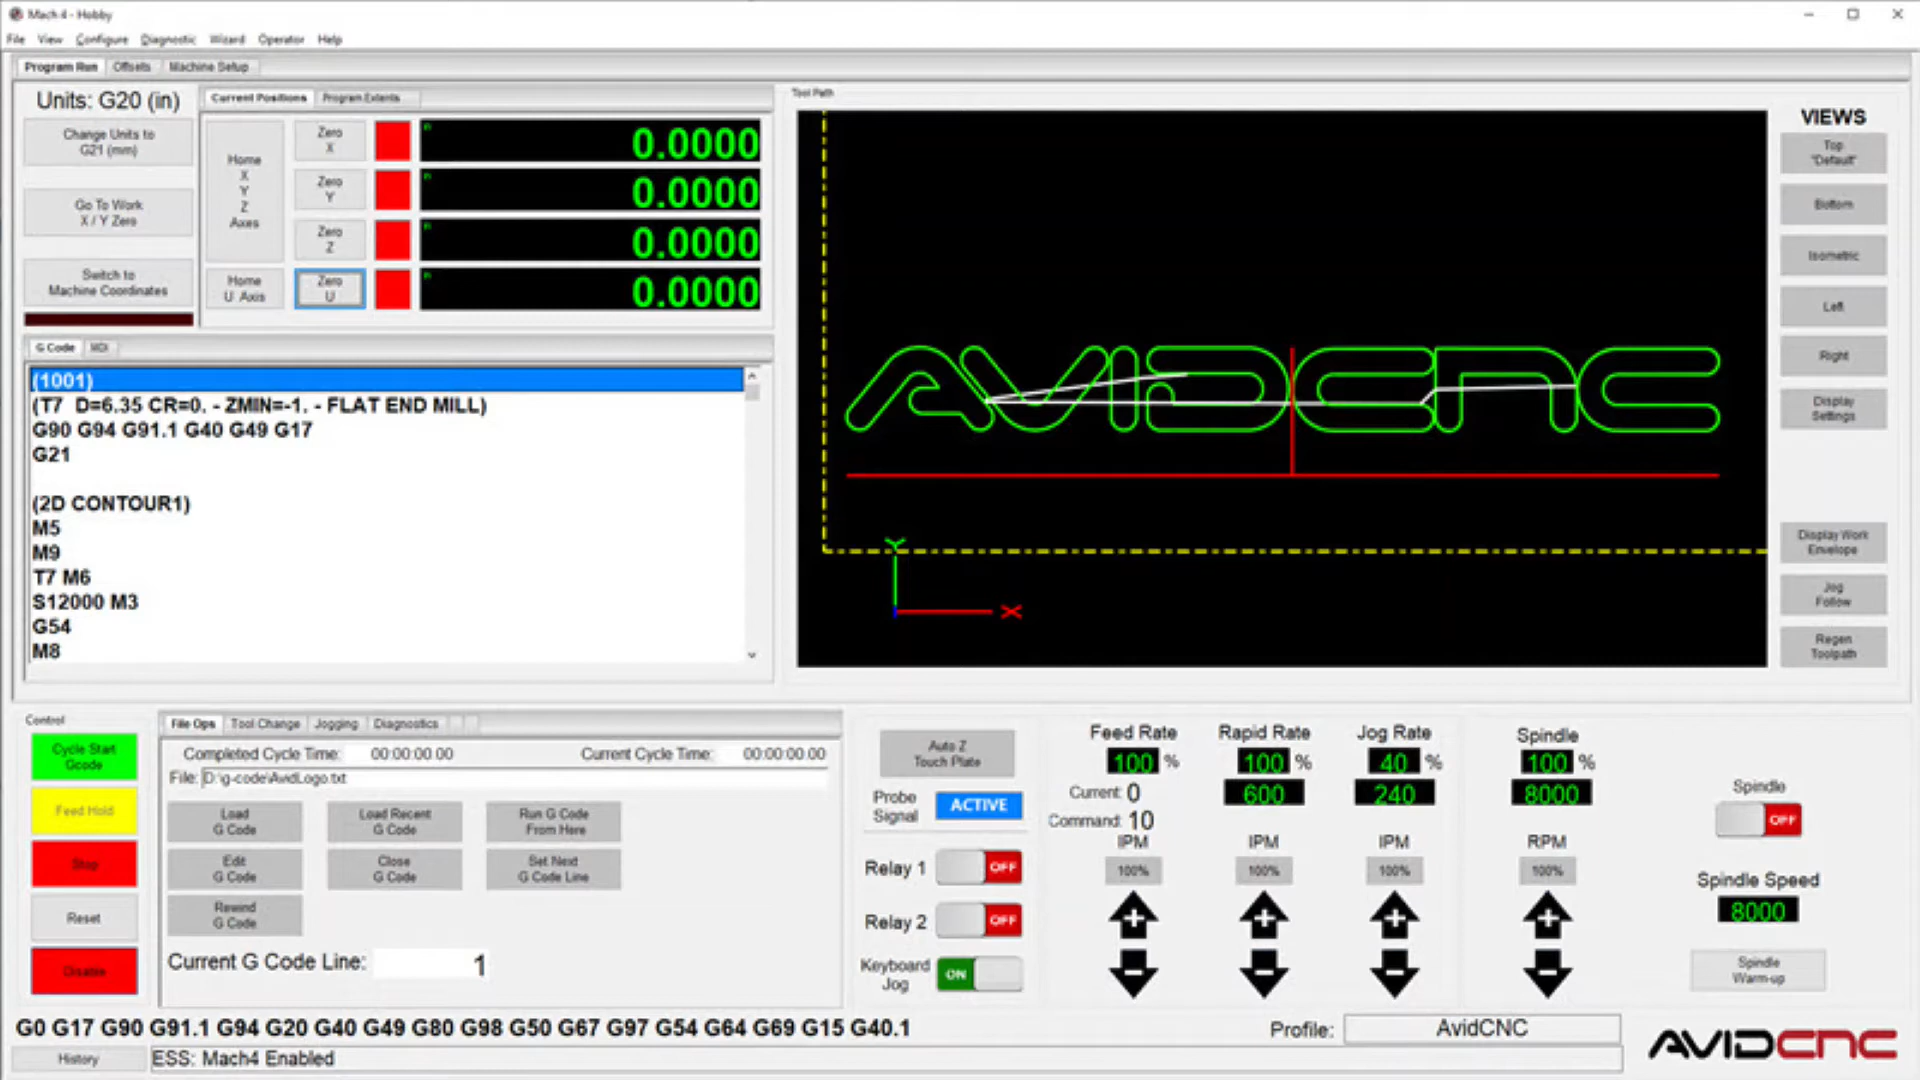 Mach4 - Hobby
File View Configure Diagnostic Wizard Operator Help
Program Run Offsets Machine Setup
Units: G20 (in)
Change Units to
G21 (mm)
Go To Work
X / Y Zero
Switch to
Machine Coordinates
Current Positions Program Extents
Home
X
Y
Z
Axes
Home
U Axis
Zero
X
0.0000
Zero
Y
0.0000
Zero
Z
0.0000
Zero
U
0.0000
G Code MDI
(1001)
(T7 D=6.35 CR=0. - ZMIN=-1. - FLAT END MILL)
G90 G94 G91.1 G40 G49 G17
G21
(2D CONTOUR1)
M5
M9
T7 M6
S12000 M3
G54
M8
Tool Path
AVIDCNC
Y
X
VIEWS
Top
"Default"
Bottom
Isometric
Left
Right
Display
Settings
Display Work
Envelope
Jog
Follow
Regen
Toolpath
Control
Cycle Start
Gcode
Feed Hold
Stop
Reset
Disable
File Ops Tool Change Jogging Diagnostics
Completed Cycle Time: 00:00:00.00 Current Cycle Time: 00:00:00.00
File: D:\g-code\AvidLogo.txt
Load
G Code
Load Recent
G Code
Run G Code
From Here
Edit
G Code
Close
G Code
Set Next
G Code Line
Rewind
G Code
Current G Code Line: 1
Auto Z
Touch Plate
Probe
Signal
ACTIVE
Relay 1 OFF
Relay 2 OFF
Keyboard
Jog
ON
Feed Rate
100 %
Current: 0
Command: 10
IPM
100%
Rapid Rate
100 %
600
IPM
100%
Jog Rate
40 %
240
IPM
100%
Spindle
100 %
8000
RPM
100%
Spindle
OFF
Spindle Speed
8000
Spindle
Warm-up
G0 G17 G90 G91.1 G94 G20 G40 G49 G80 G98 G50 G67 G97 G54 G64 G69 G15 G40.1
Profile: AvidCNC
History ESS: Mach4 Enabled
AVIDCNC